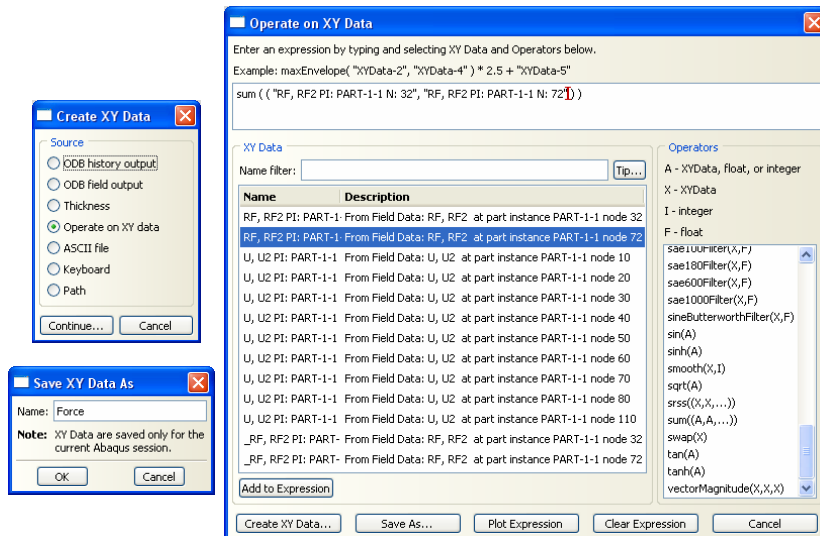 Create XY Data
Source
ODB history output
ODB field output
Thickness
Operate on XY data
ASCII file
Keyboard
Path
Continue...
Cancel
Save XY Data As
Name: Force
Note: XY Data are saved only for the
current Abaqus session.
OK
Cancel
Operate on XY Data
Enter an expression by typing and selecting XY Data and Operators below.
Example: maxEnvelope( "XYData-2", "XYData-4" ) * 2.5 + "XYData-5"
sum ( ( "RF, RF2 PI: PART-1-1 N: 32", "RF, RF2 PI: PART-1-1 N: 72" ) )
XY Data
Name filter:
Tip...
Name Description
RF, RF2 PI: PART-1- From Field Data: RF, RF2 at part instance PART-1-1 node 32
RF, RF2 PI: PART-1- From Field Data: RF, RF2 at part instance PART-1-1 node 72
U, U2 PI: PART-1-1 From Field Data: U, U2 at part instance PART-1-1 node 10
U, U2 PI: PART-1-1 From Field Data: U, U2 at part instance PART-1-1 node 20
U, U2 PI: PART-1-1 From Field Data: U, U2 at part instance PART-1-1 node 30
U, U2 PI: PART-1-1 From Field Data: U, U2 at part instance PART-1-1 node 40
U, U2 PI: PART-1-1 From Field Data: U, U2 at part instance PART-1-1 node 50
U, U2 PI: PART-1-1 From Field Data: U, U2 at part instance PART-1-1 node 60
U, U2 PI: PART-1-1 From Field Data: U, U2 at part instance PART-1-1 node 70
U, U2 PI: PART-1-1 From Field Data: U, U2 at part instance PART-1-1 node 80
U, U2 PI: PART-1-1 From Field Data: U, U2 at part instance PART-1-1 node 110
_RF, RF2 PI: PART- From Field Data: RF, RF2 at part instance PART-1-1 node 32
_RF, RF2 PI: PART- From Field Data: RF, RF2 at part instance PART-1-1 node 72
Add to Expression
Operators
A - XYData, float, or integer
X - XYData
I - integer
F - float
sae100Filter(X,F)
sae180Filter(X,F)
sae600Filter(X,F)
sae1000Filter(X,F)
sineButterworthFilter(X,F)
sin(A)
sinh(A)
smooth(X,I)
sqrt(A)
srss((X,X,...))
sum((A,A,...))
swap(X)
tan(A)
tanh(A)
vectorMagnitude(X,X,X)
Create XY Data...
Save As...
Plot Expression
Clear Expression
Cancel